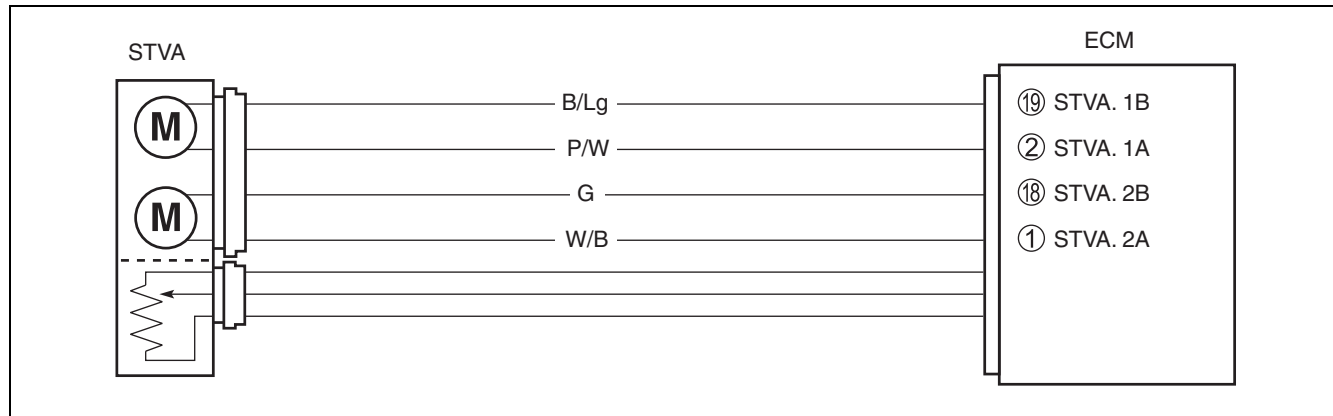 STVA
ECM
M
M
B/Lg
P/W
G
W/B
⑲ STVA. 1B
② STVA. 1A
⑱ STVA. 2B
① STVA. 2A